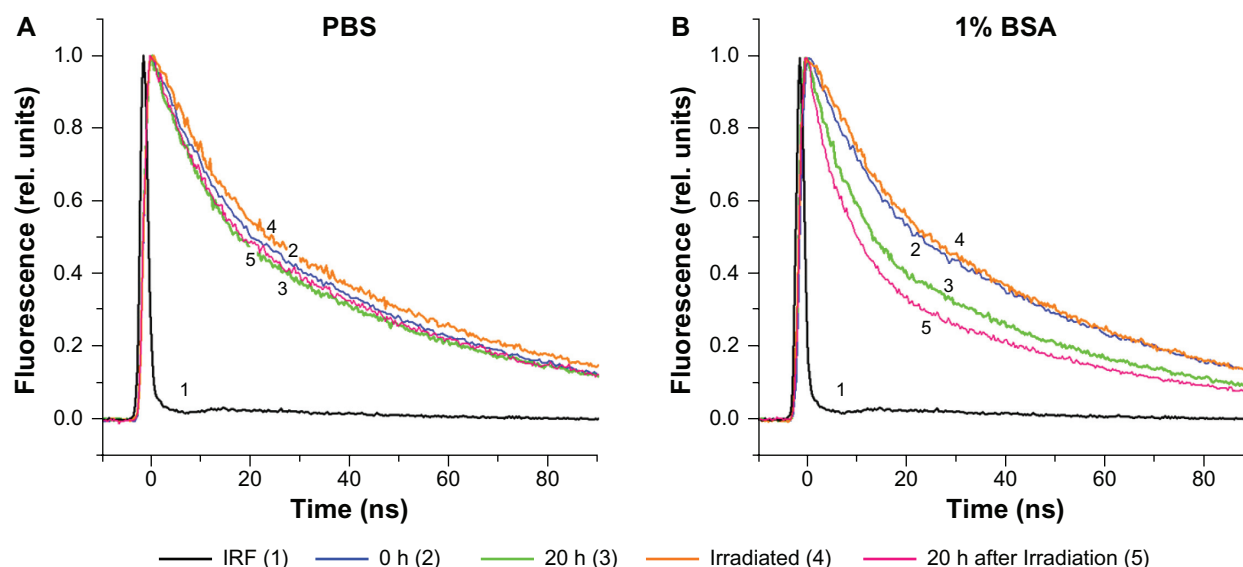 A PBS
1.0
0.8
0.6
0.4
0.2
0.0
Fluorescence (rel. units)
1
2
3
4
5
0 20 40 60 80
Time (ns)
B 1% BSA
1.0
0.8
0.6
0.4
0.2
0.0
Fluorescence (rel. units)
1
2
3
4
5
0 20 40 60 80
Time (ns)
IRF (1) 0 h (2) 20 h (3) Irradiated (4) 20 h after Irradiation (5)